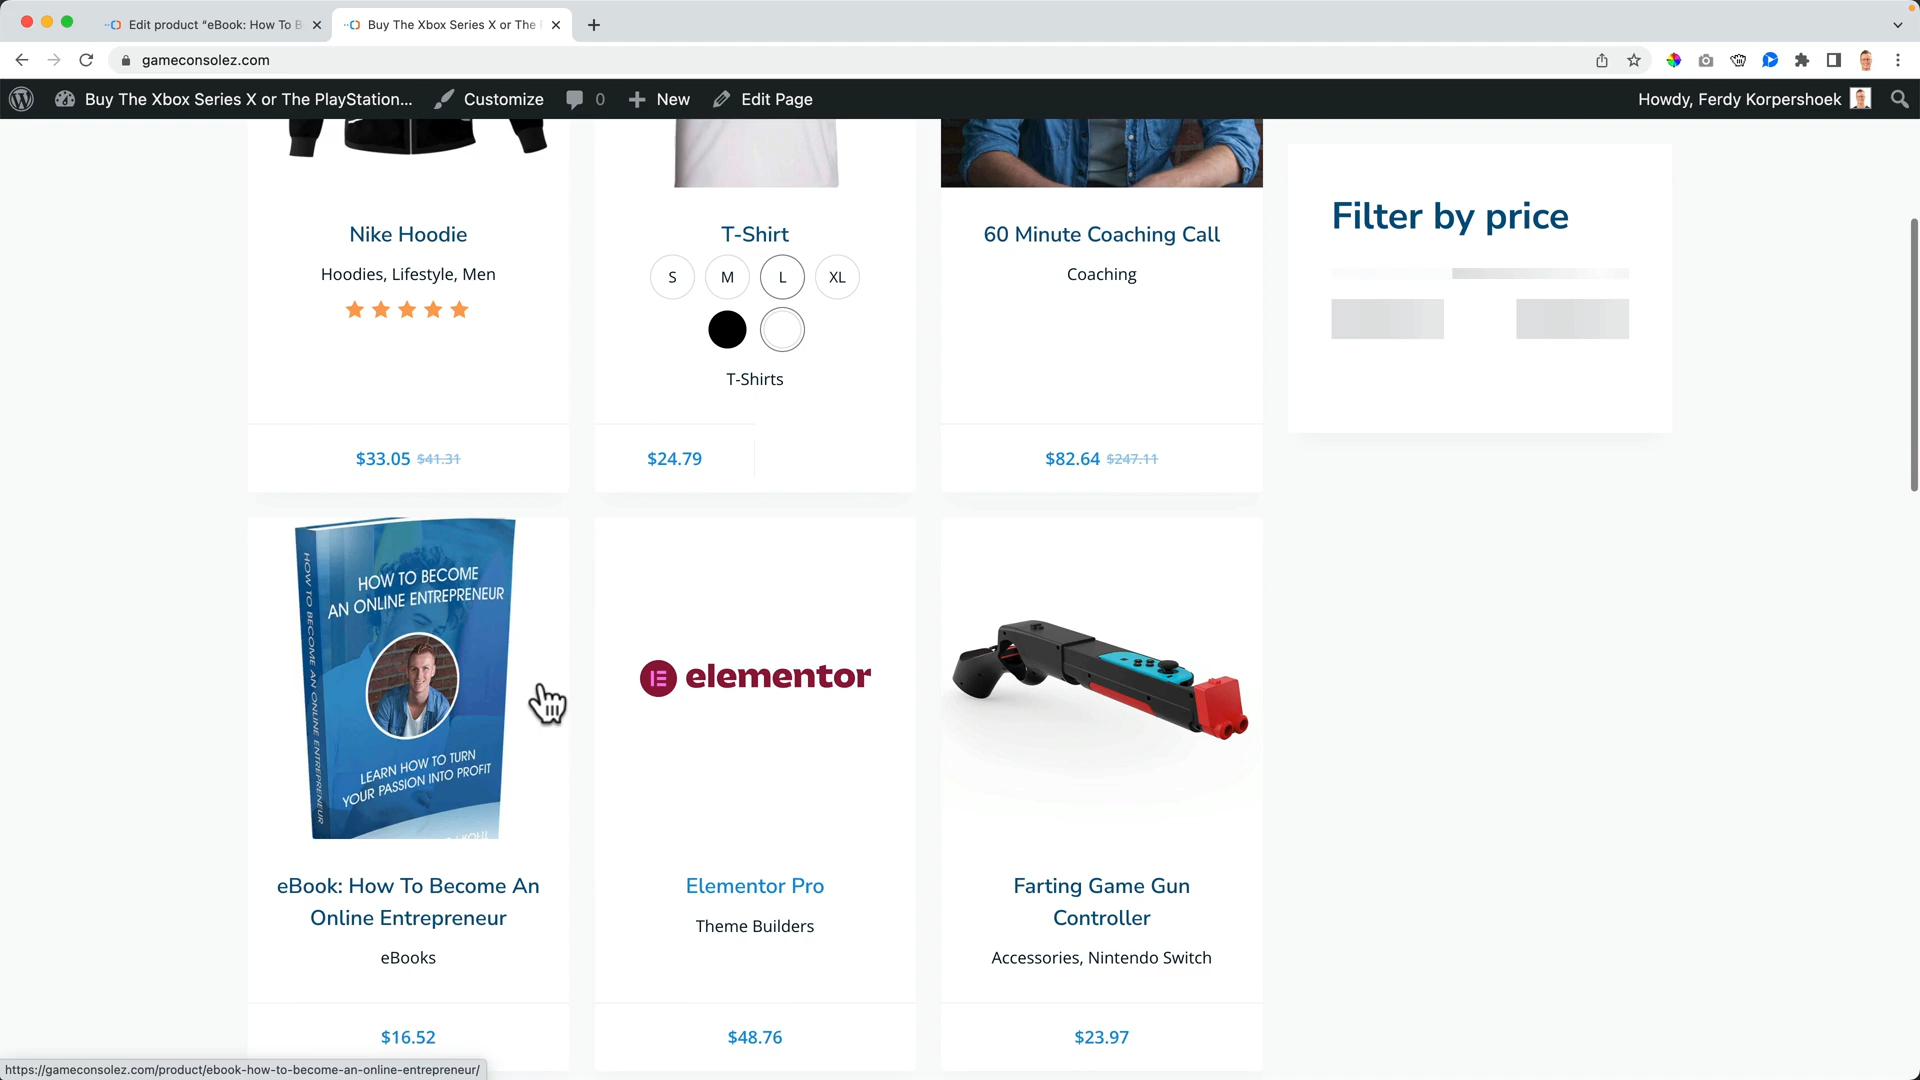 Edit product “eBook: How To B
Buy The Xbox Series X or The
gameconsolez.com
Buy The Xbox Series X or The PlayStation...
Customize
0
New
Edit Page
Howdy, Ferdy Korpershoek
Nike Hoodie
Hoodies, Lifestyle, Men
T-Shirt
S M L XL
T-Shirts
60 Minute Coaching Call
Coaching
Filter by price
$33.05 $41.31
$24.79
$82.64 $247.11
HOW TO BECOME
AN ONLINE ENTREPRENEUR
HOW TO BECOME AN ONLINE ENTREPRENEUR
LEARN HOW TO TURN
YOUR PASSION INTO PROFIT
elementor
eBook: How To Become An
Online Entrepreneur
eBooks
Elementor Pro
Theme Builders
Farting Game Gun
Controller
Accessories, Nintendo Switch
$16.52
$48.76
$23.97
https://gameconsolez.com/product/ebook-how-to-become-an-online-entrepreneur/